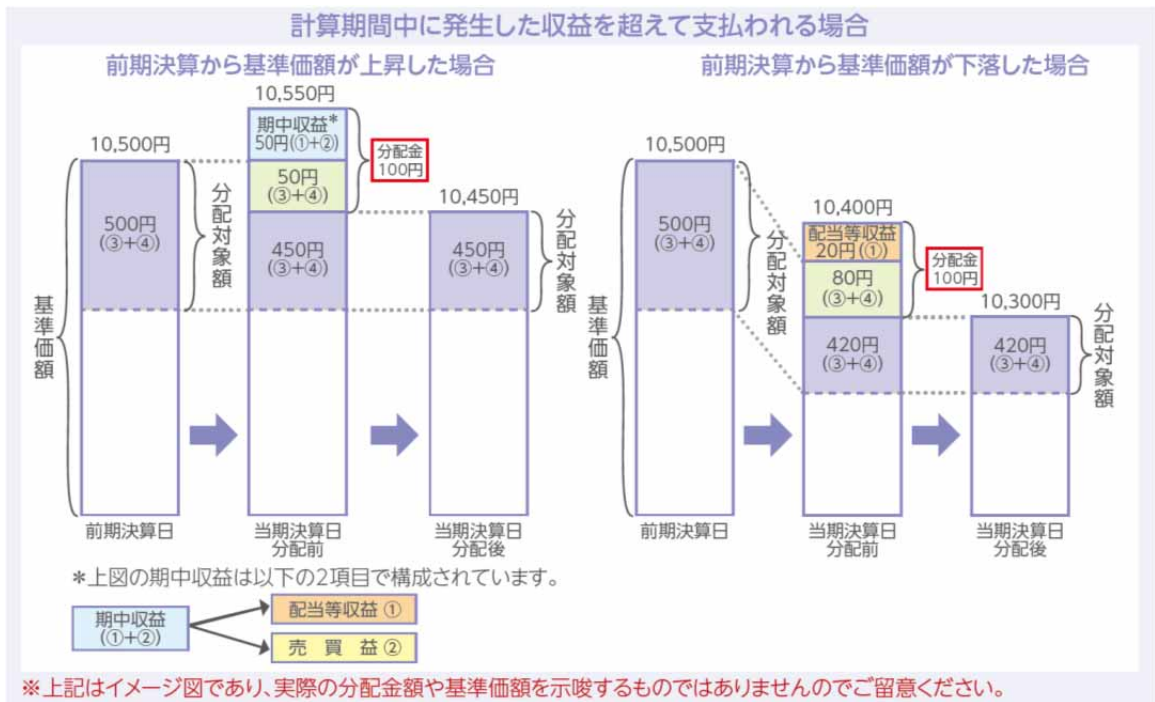 計算期間中に発生した収益を超えて支払われる場合
前期決算から基準価額が上昇した場合
10,550円
期中収益*
50円(①+②)
分配金
100円
10,500円
50円
(③+④)
10,450円
500円
(③+④)
分配対象額
450円
(③+④)
450円
(③+④)
分配対象額
基準価額
前期決算日
当期決算日
分配前
当期決算日
分配後
前期決算から基準価額が下落した場合
10,500円
10,400円
配当等収益
20円(①)
分配金
100円
500円
(③+④)
分配対象額
80円
(③+④)
10,300円
420円
(③+④)
420円
(③+④)
分配対象額
基準価額
前期決算日
当期決算日
分配前
当期決算日
分配後
*上図の期中収益は以下の2項目で構成されています。
期中収益
(①+②)
配当等収益 ①
売 買 益 ②
※上記はイメージ図であり、実際の分配金額や基準価額を示唆するものではありませんのでご留意ください。